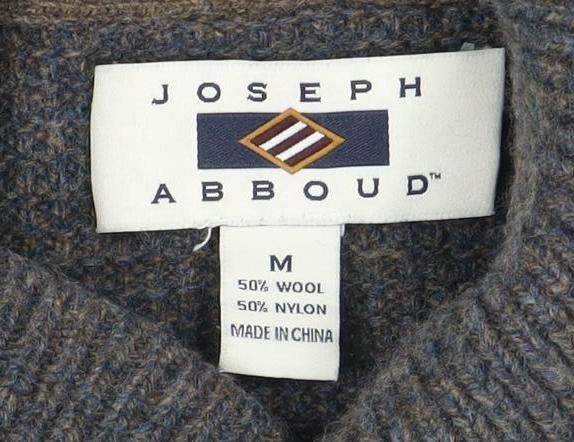 JOSEPH
ABBOUD™
M
50% WOOL
50% NYLON
MADE IN CHINA